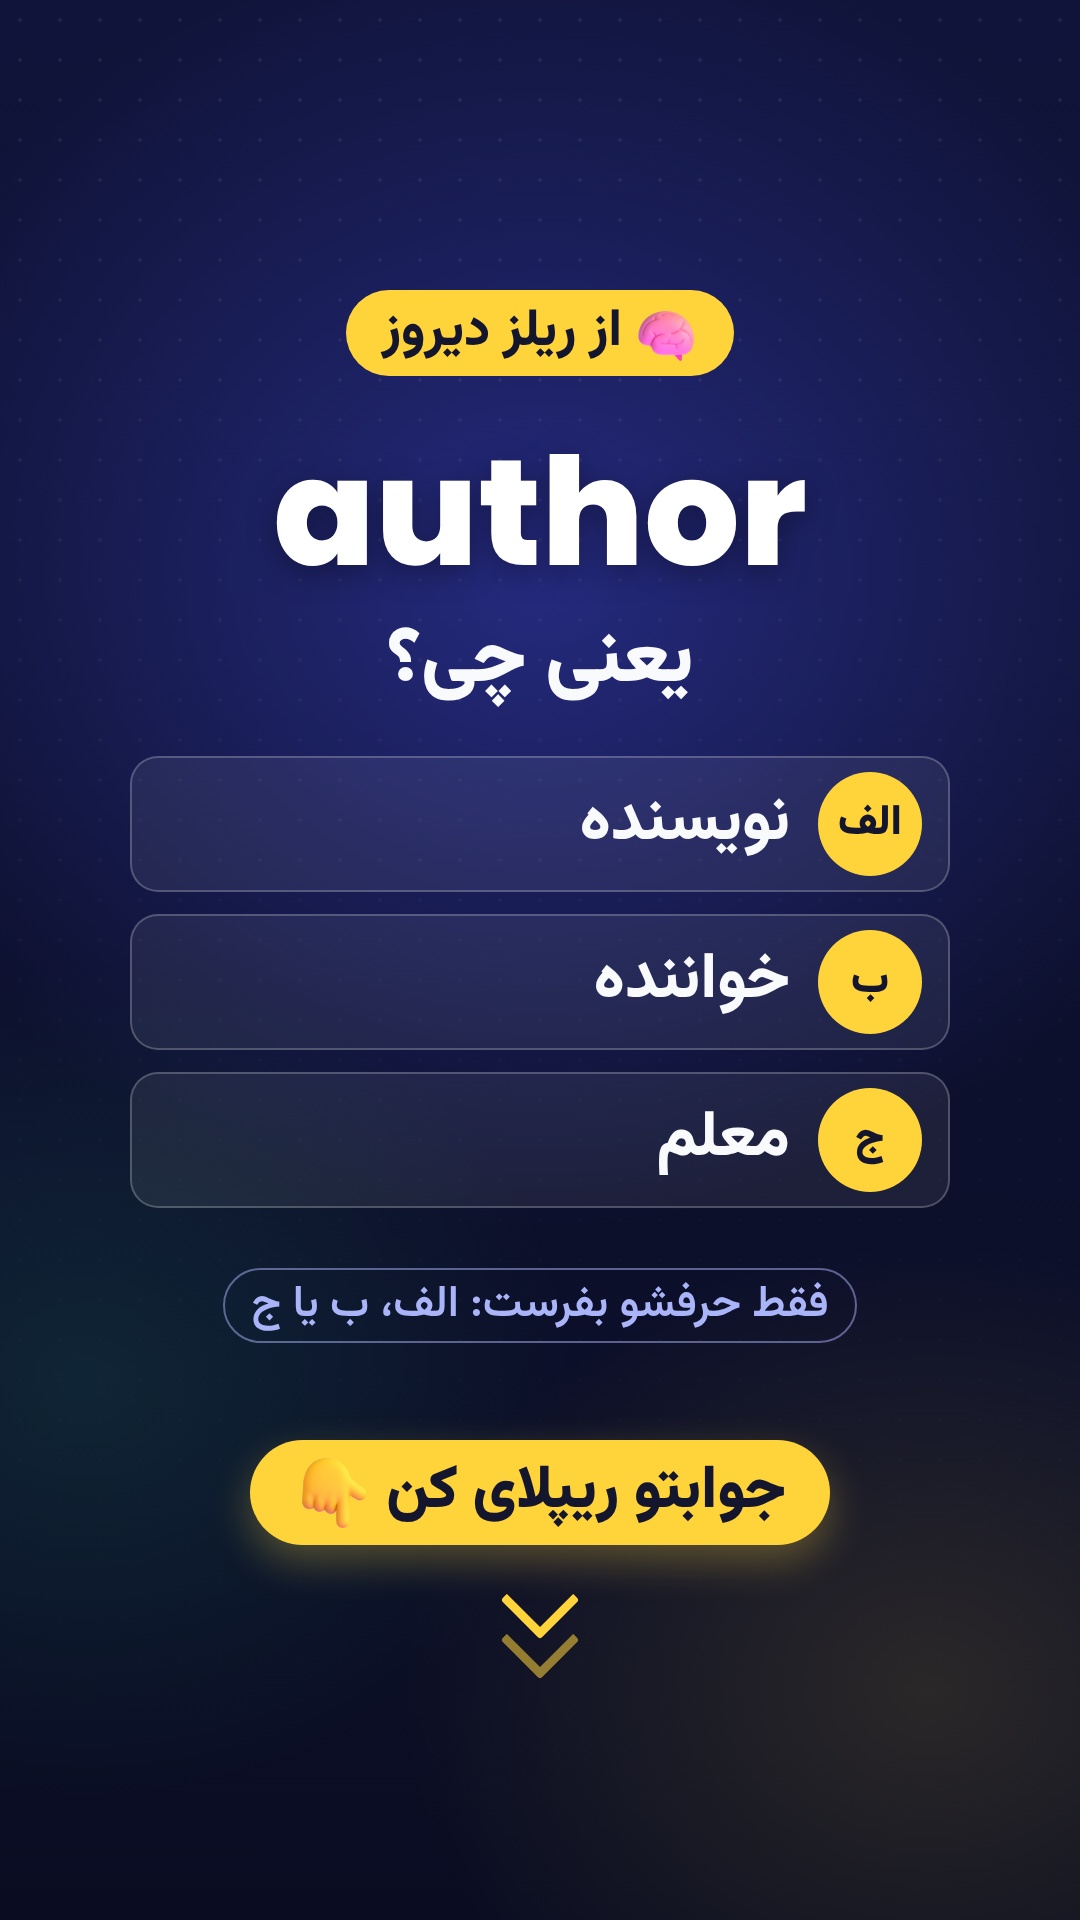 🧠 از ریلز دیروز
author
یعنی چی؟
الف نویسنده
ب خواننده
ج معلم
فقط حرفشو بفرست: الف، ب یا ج
جوابتو ریپلای کن 👇